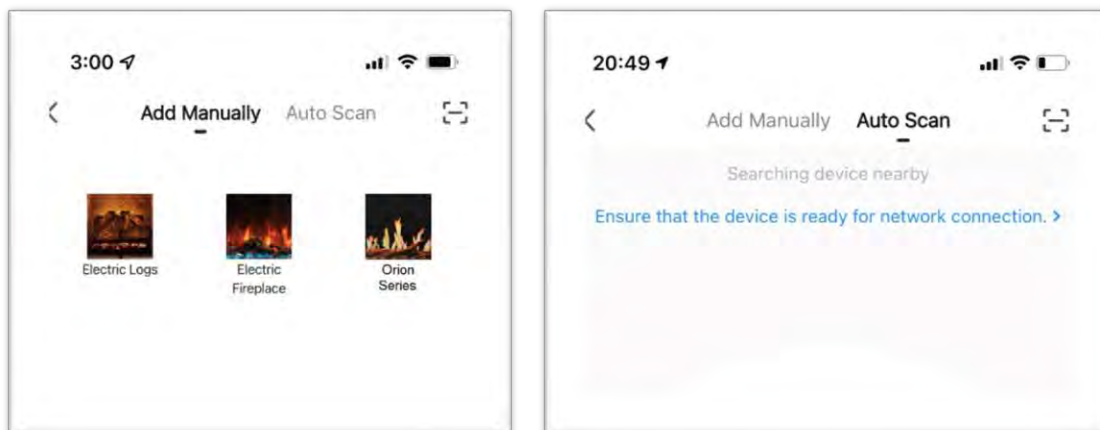 3:00
Add Manually Auto Scan
Electric Logs
Electric
Fireplace
Orion
Series
20:49
Add Manually Auto Scan
Searching device nearby
Ensure that the device is ready for network connection. >